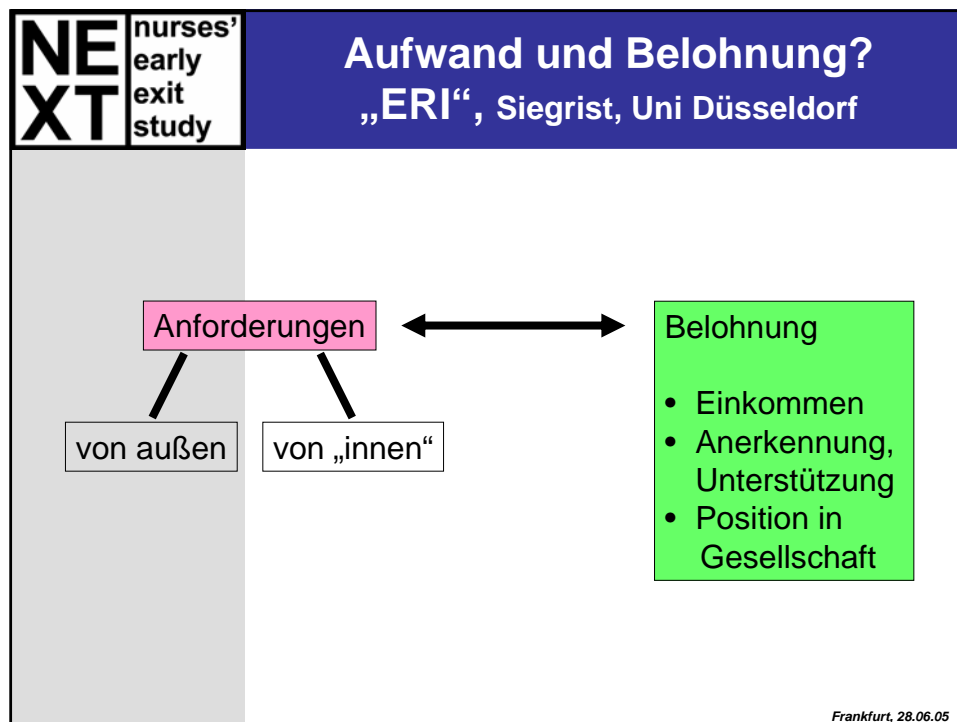 NE nurses'
early
XT exit
study
Aufwand und Belohnung?
„ERI“, Siegrist, Uni Düsseldorf
Anforderungen
von außen
von „innen“
Belohnung
• Einkommen
• Anerkennung,
Unterstützung
• Position in
Gesellschaft
Frankfurt, 28.06.05